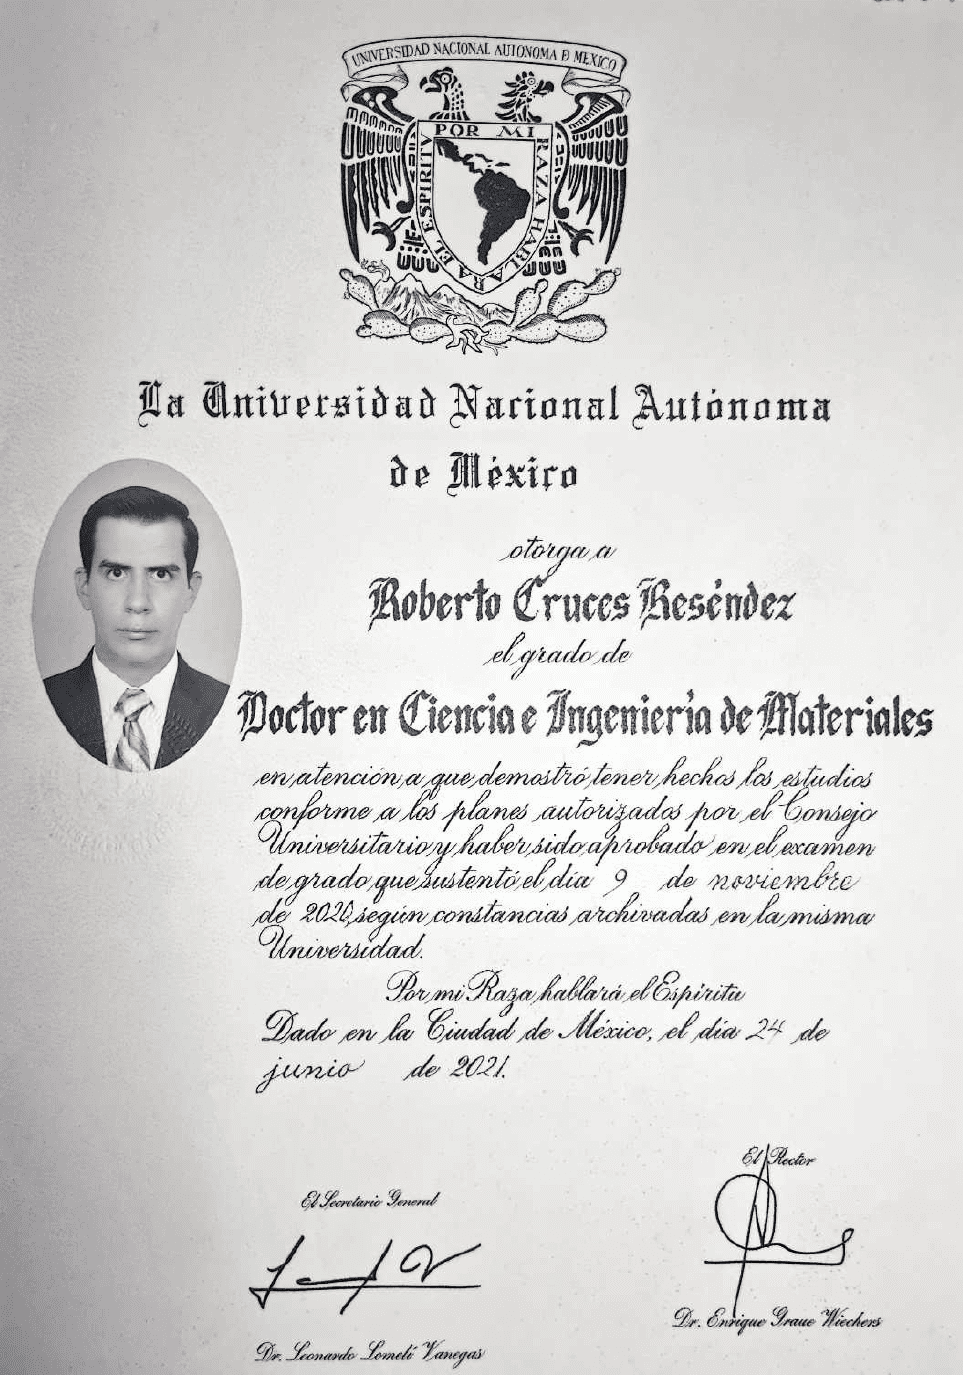 UNIVERSIDAD NACIONAL AUTONOMA DE MEXICO
POR MI RAZA HABLARA EL ESPIRITU
La Universidad Nacional Autónoma
de México
otorga a
Roberto Cruces Reséndez
el grado de
Doctor en Ciencia e Ingeniería de Materiales
en atención a que demostró tener hechos los estudios
conforme a los planes autorizados por el Consejo
Universitario y haber sido aprobado en el examen
de grado que sustentó el día 9 de noviembre
de 2020, según constancias archivadas en la misma
Universidad.
Por mi Raza hablará el Espíritu
Dado en la Ciudad de México, el día 24 de
junio de 2021.
El Secretario General
El Rector
Dr. Leonardo Lomelí Vanegas
Dr. Enrique Graue Wiechers